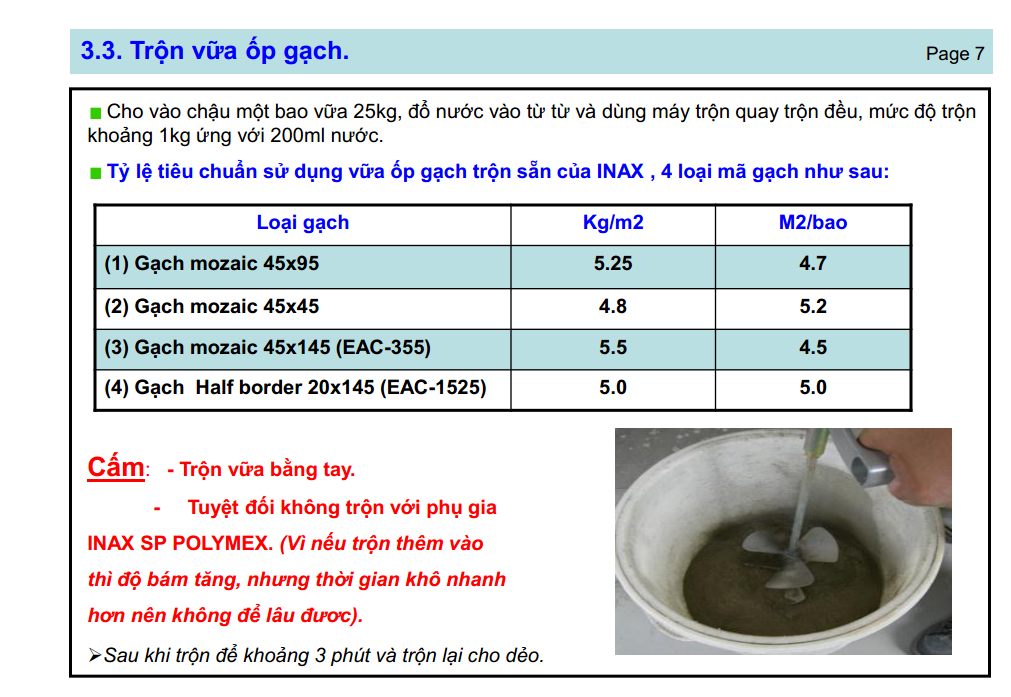 3.3. Trộn vữa ốp gạch.
Page 7
Cho vào chậu một bao vữa 25kg, đổ nước vào từ từ và dùng máy trộn quay trộn đều, mức độ trộn
khoảng 1kg ứng với 200ml nước.
Tỷ lệ tiêu chuẩn sử dụng vữa ốp gạch trộn sẵn của INAX , 4 loại mã gạch như sau:
Loại gạch Kg/m2 M2/bao
(1) Gạch mozaic 45x95 5.25 4.7
(2) Gạch mozaic 45x45 4.8 5.2
(3) Gạch mozaic 45x145 (EAC-355) 5.5 4.5
(4) Gạch Half border 20x145 (EAC-1525) 5.0 5.0
Cấm: - Trộn vữa bằng tay.
- Tuyệt đối không trộn với phụ gia
INAX SP POLYMEX. (Vì nếu trộn thêm vào
thì độ bám tăng, nhưng thời gian khô nhanh
hơn nên không để lâu đươc).
➢Sau khi trộn để khoảng 3 phút và trộn lại cho dẻo.